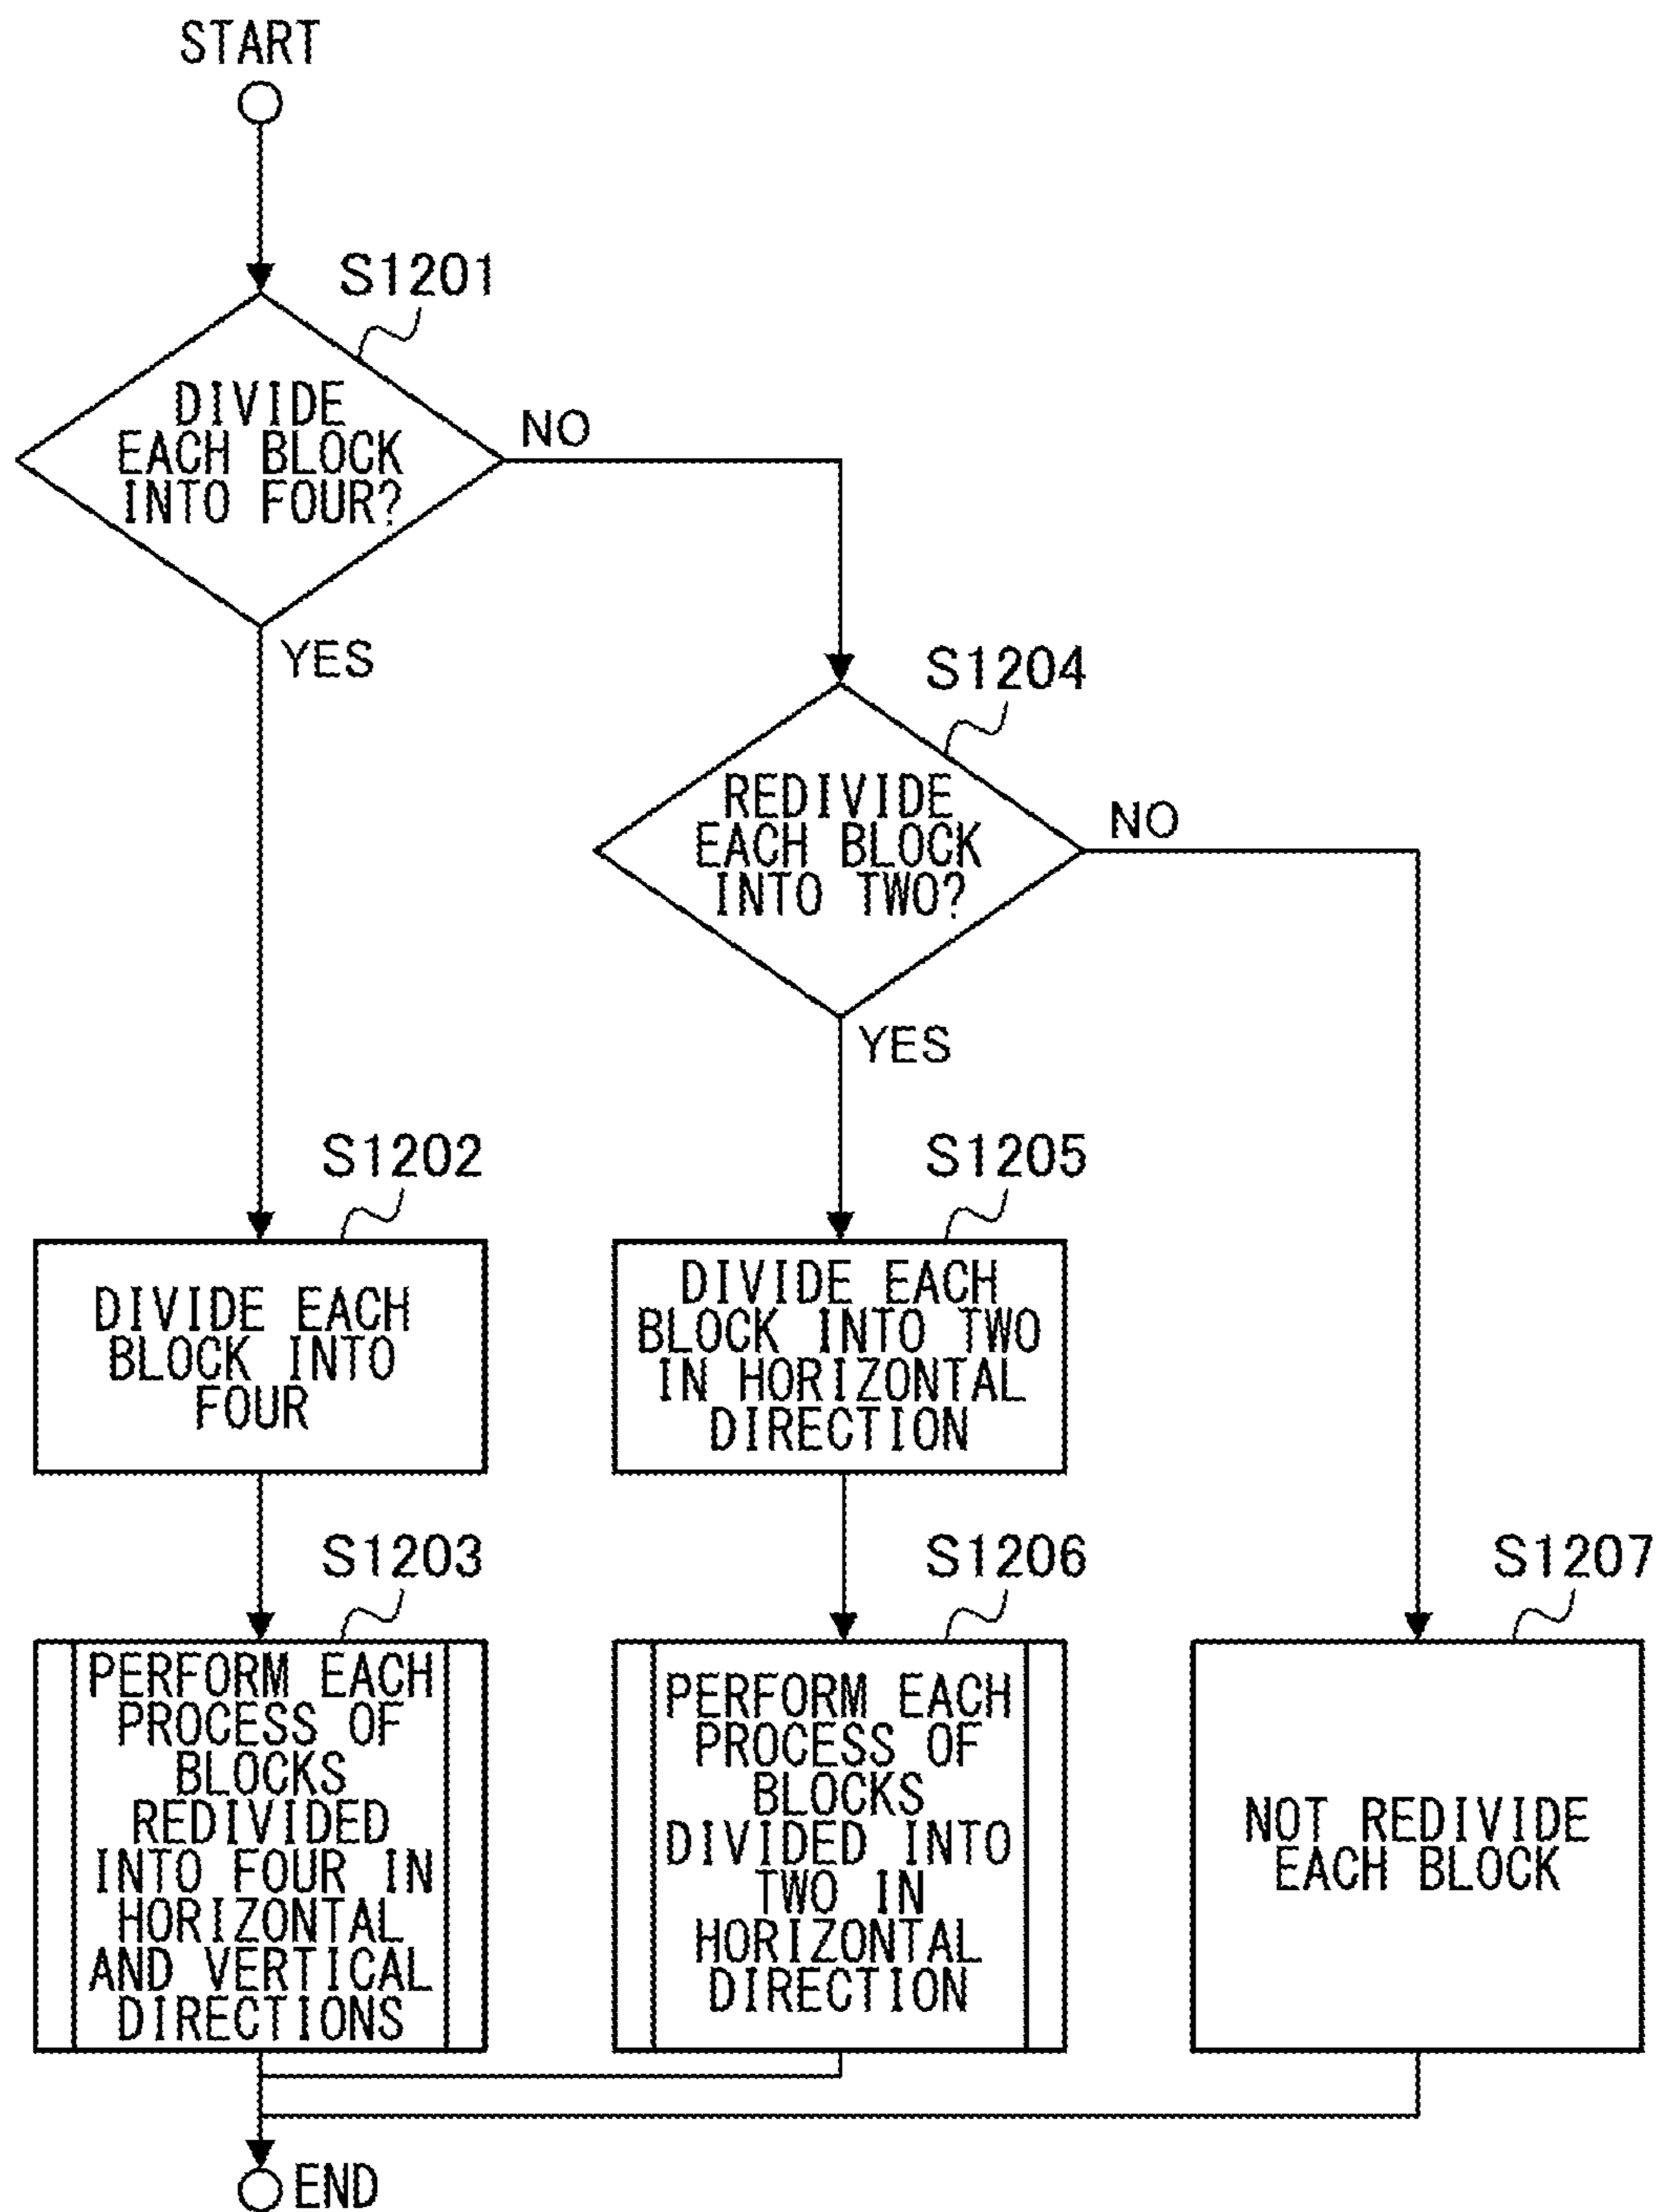 START
S1201
DIVIDE
EACH BLOCK
INTO FOUR?
NO
YES
S1204
REDIVIDE
EACH BLOCK
INTO TWO?
NO
YES
S1202
DIVIDE EACH
BLOCK INTO
FOUR
S1205
DIVIDE EACH
BLOCK INTO TWO
IN HORIZONTAL
DIRECTION
S1203
PERFORM EACH
PROCESS OF
BLOCKS
REDIVIDED
INTO FOUR IN
HORIZONTAL
AND VERTICAL
DIRECTIONS
S1206
PERFORM EACH
PROCESS OF
BLOCKS
DIVIDED INTO
TWO IN
HORIZONTAL
DIRECTION
S1207
NOT REDIVIDE
EACH BLOCK
END